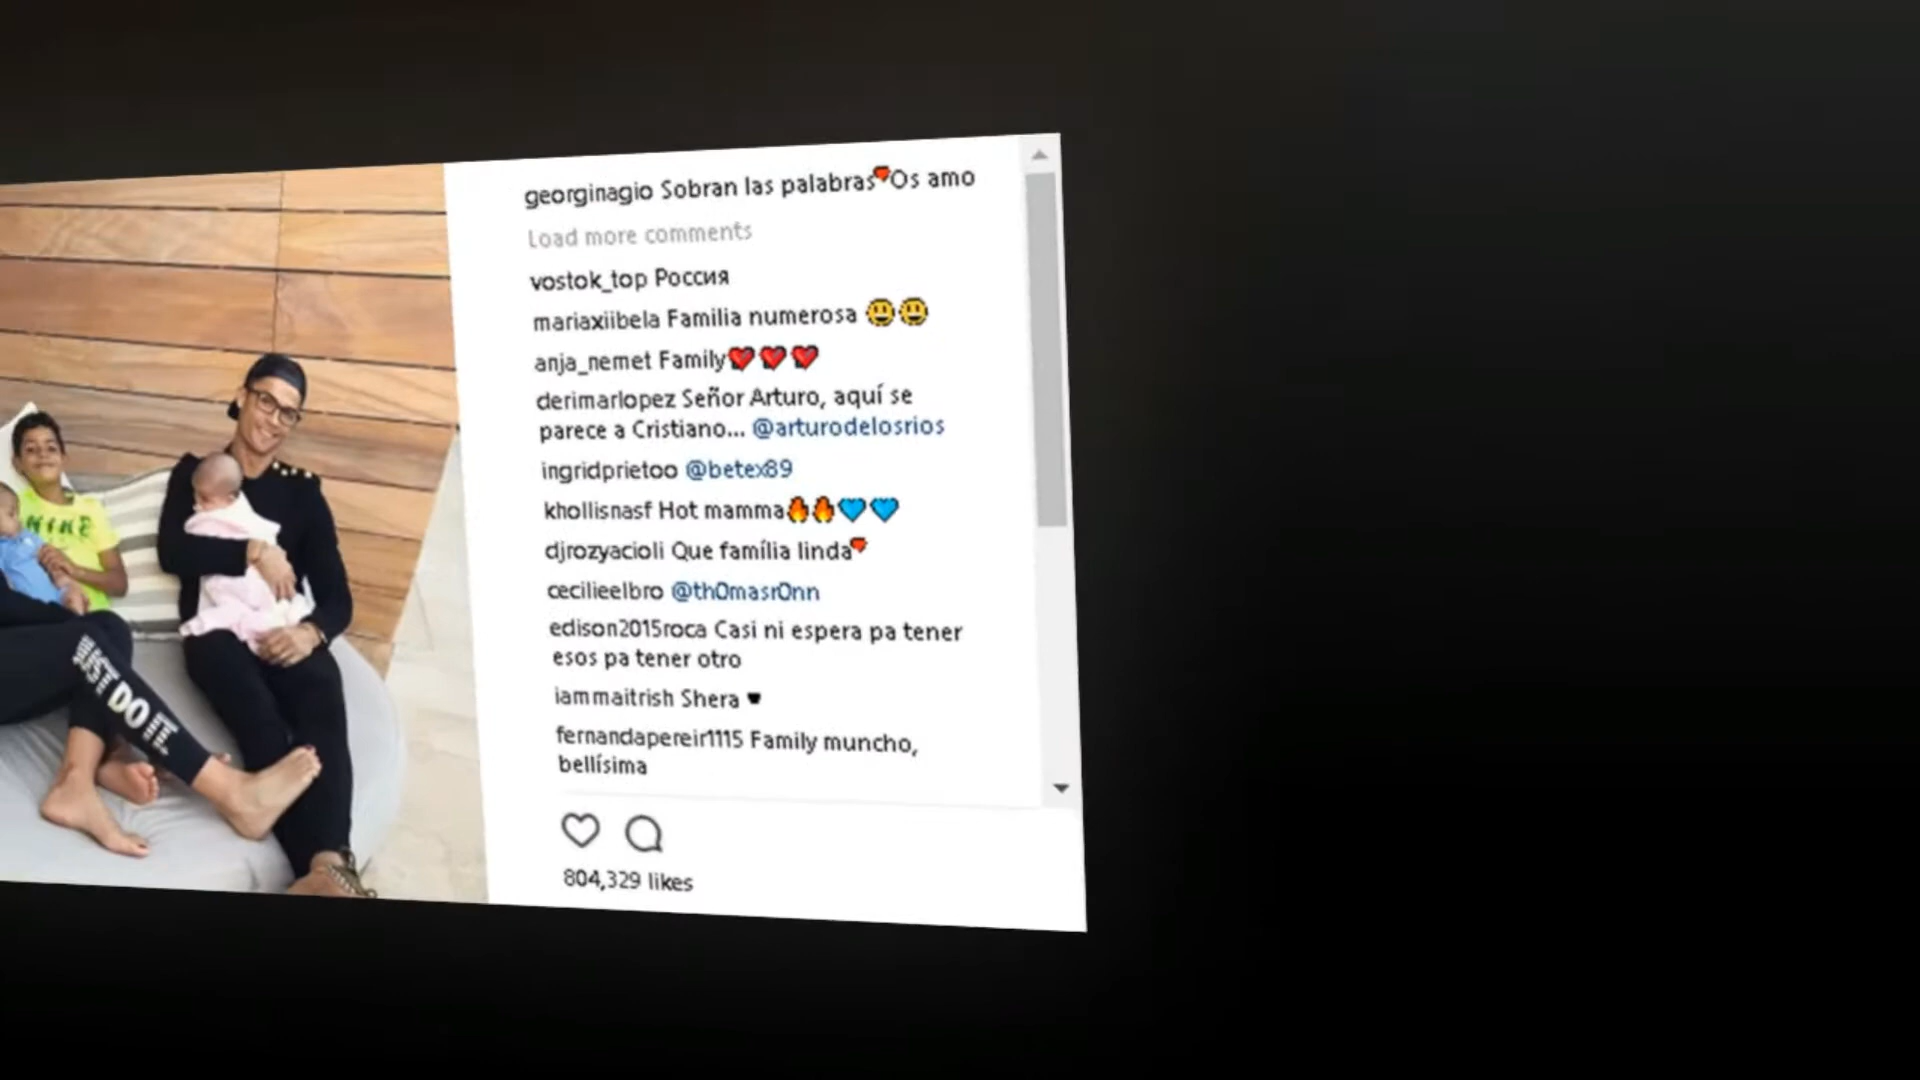 georginagio Sobran las palabras❤Os amo
Load more comments
vostok_top Россия
mariaxiibela Familia numerosa 😃😃
anja_nemet Family❤❤❤
derimarlopez Señor Arturo, aquí se
parece a Cristiano... @arturodelosrios
ingridprietoo @betex89
khollisnasf Hot mamma🔥🔥💙💙
djrozyacioli Que família linda❤
cecilieelbro @th0masr0nn
edison2015roca Casi ni espera pa tener
esos pa tener otro
iammaitrish Shera 🖤
fernandapereir1115 Family muncho,
bellísima
804,329 likes
NIKE
JUST DO IT.